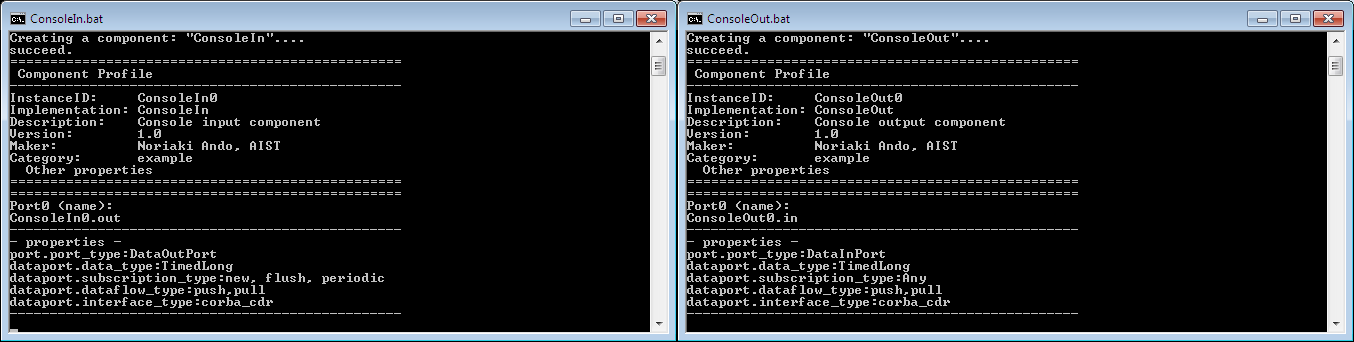 ConsoleIn.bat
Creating a component: "ConsoleIn"....
succeed.
=================================================
 Component Profile
-------------------------------------------------
InstanceID:     ConsoleIn0
Implementation: ConsoleIn
Description:    Console input component
Version:        1.0
Maker:          Noriaki Ando, AIST
Category:       example
  Other properties
=================================================
=================================================
Port0 (name):
ConsoleIn0.out
-------------------------------------------------
- properties -
port.port_type:DataOutPort
dataport.data_type:TimedLong
dataport.subscription_type:new, flush, periodic
dataport.dataflow_type:push,pull
dataport.interface_type:corba_cdr
-------------------------------------------------
ConsoleOut.bat
Creating a component: "ConsoleOut"....
succeed.
=================================================
 Component Profile
-------------------------------------------------
InstanceID:     ConsoleOut0
Implementation: ConsoleOut
Description:    Console output component
Version:        1.0
Maker:          Noriaki Ando, AIST
Category:       example
  Other properties
=================================================
=================================================
Port0 (name):
ConsoleOut0.in
-------------------------------------------------
- properties -
port.port_type:DataInPort
dataport.data_type:TimedLong
dataport.subscription_type:Any
dataport.dataflow_type:push,pull
dataport.interface_type:corba_cdr
-------------------------------------------------